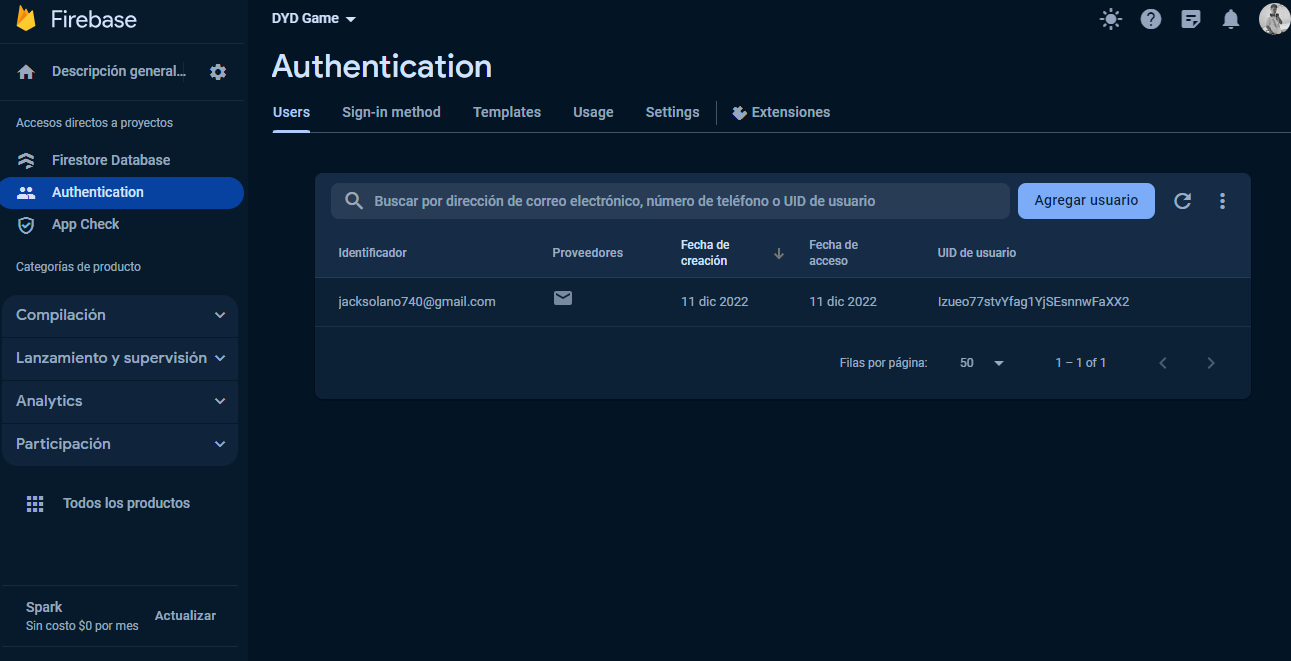 Firebase
DYD Game
Descripción general...
Authentication
Users Sign-in method Templates Usage Settings Extensiones
Accesos directos a proyectos
Firestore Database
Authentication
App Check
Categorías de producto
Compilación
Lanzamiento y supervisión
Analytics
Participación
Todos los productos
Spark
Sin costo $0 por mes
Actualizar
Buscar por dirección de correo electrónico, número de teléfono o UID de usuario
Agregar usuario
Identificador Proveedores Fecha de creación Fecha de acceso UID de usuario
jacksolano740@gmail.com 11 dic 2022 11 dic 2022 Izueo77stvYfag1YjSEsnnwFaXX2
Filas por página: 50 1 – 1 of 1